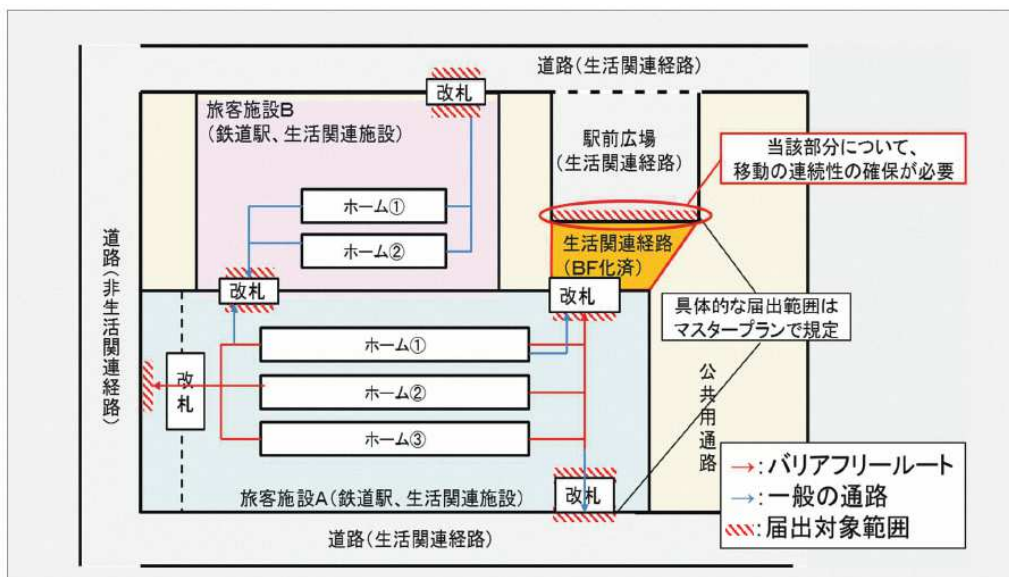 道路(生活関連経路)
改札
旅客施設B
(鉄道駅、生活関連施設)
駅前広場
(生活関連経路)
当該部分について、
移動の連続性の確保が必要
ホーム①
ホーム②
生活関連経路
(BF化済)
道路(非生活関連経路)
改札
改札
具体的な届出範囲は
マスタープランで規定
ホーム①
改札
ホーム②
ホーム③
公共用通路
旅客施設A(鉄道駅、生活関連施設)
改札
道路(生活関連経路)
→:バリアフリールート
→:一般の通路
:届出対象範囲